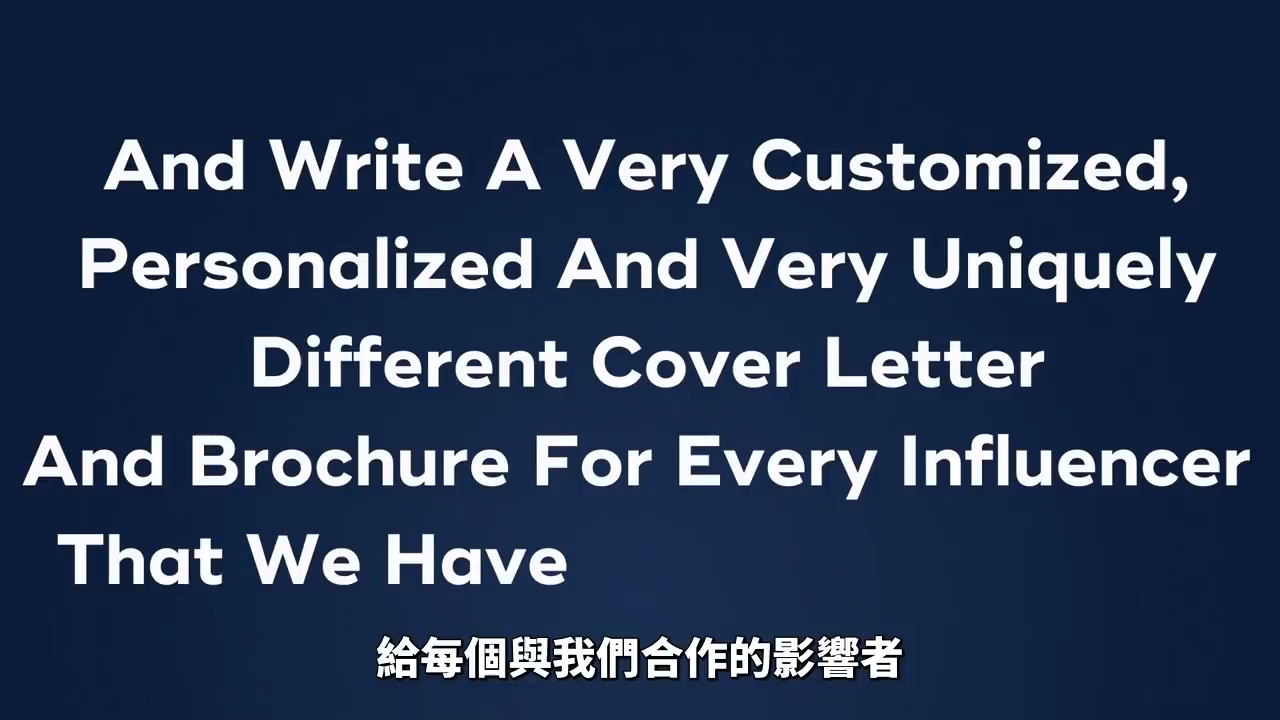 And Write A Very Customized,
Personalized And Very Uniquely
Different Cover Letter
And Brochure For Every Influencer
That We Have
給每個與我們合作的影響者